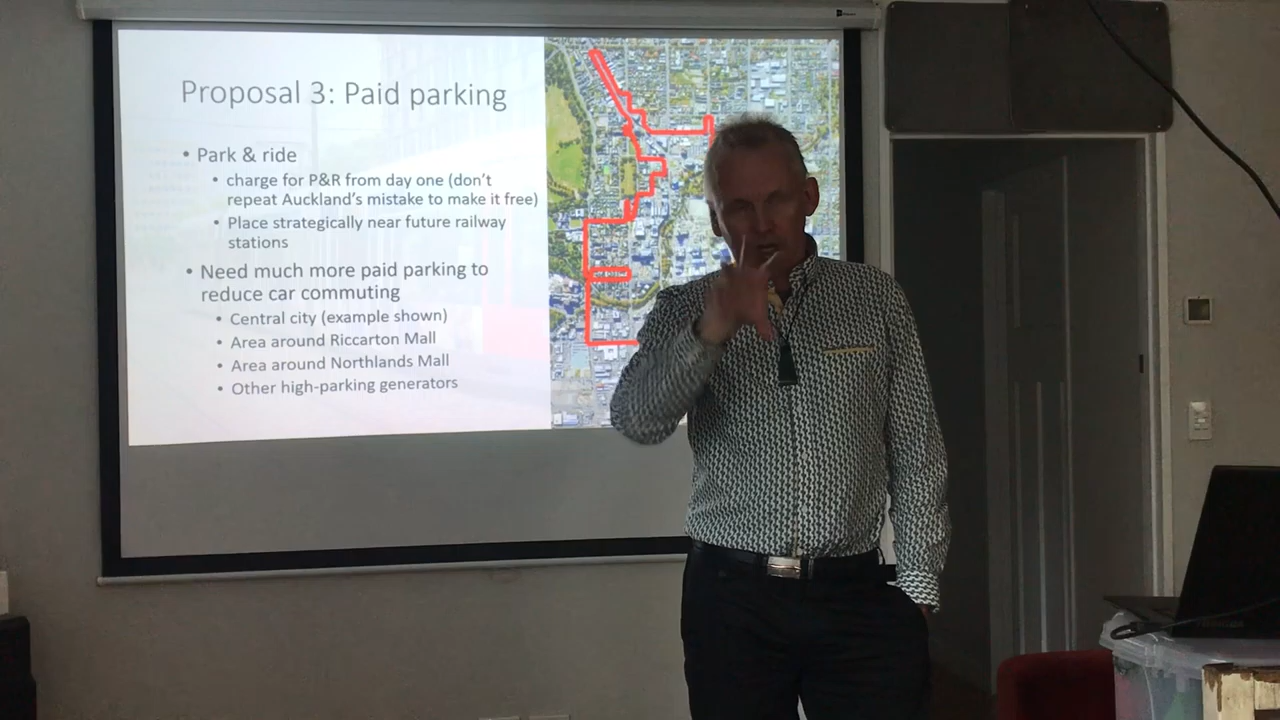 Proposal 3: Paid parking
• Park & ride
• charge for P&R from day one (don't
repeat Auckland's mistake to make it free)
• Place strategically near future railway
stations
• Need much more paid parking to
reduce car commuting
• Central city (example shown)
• Area around Riccarton Mall
• Area around Northlands Mall
• Other high-parking generators